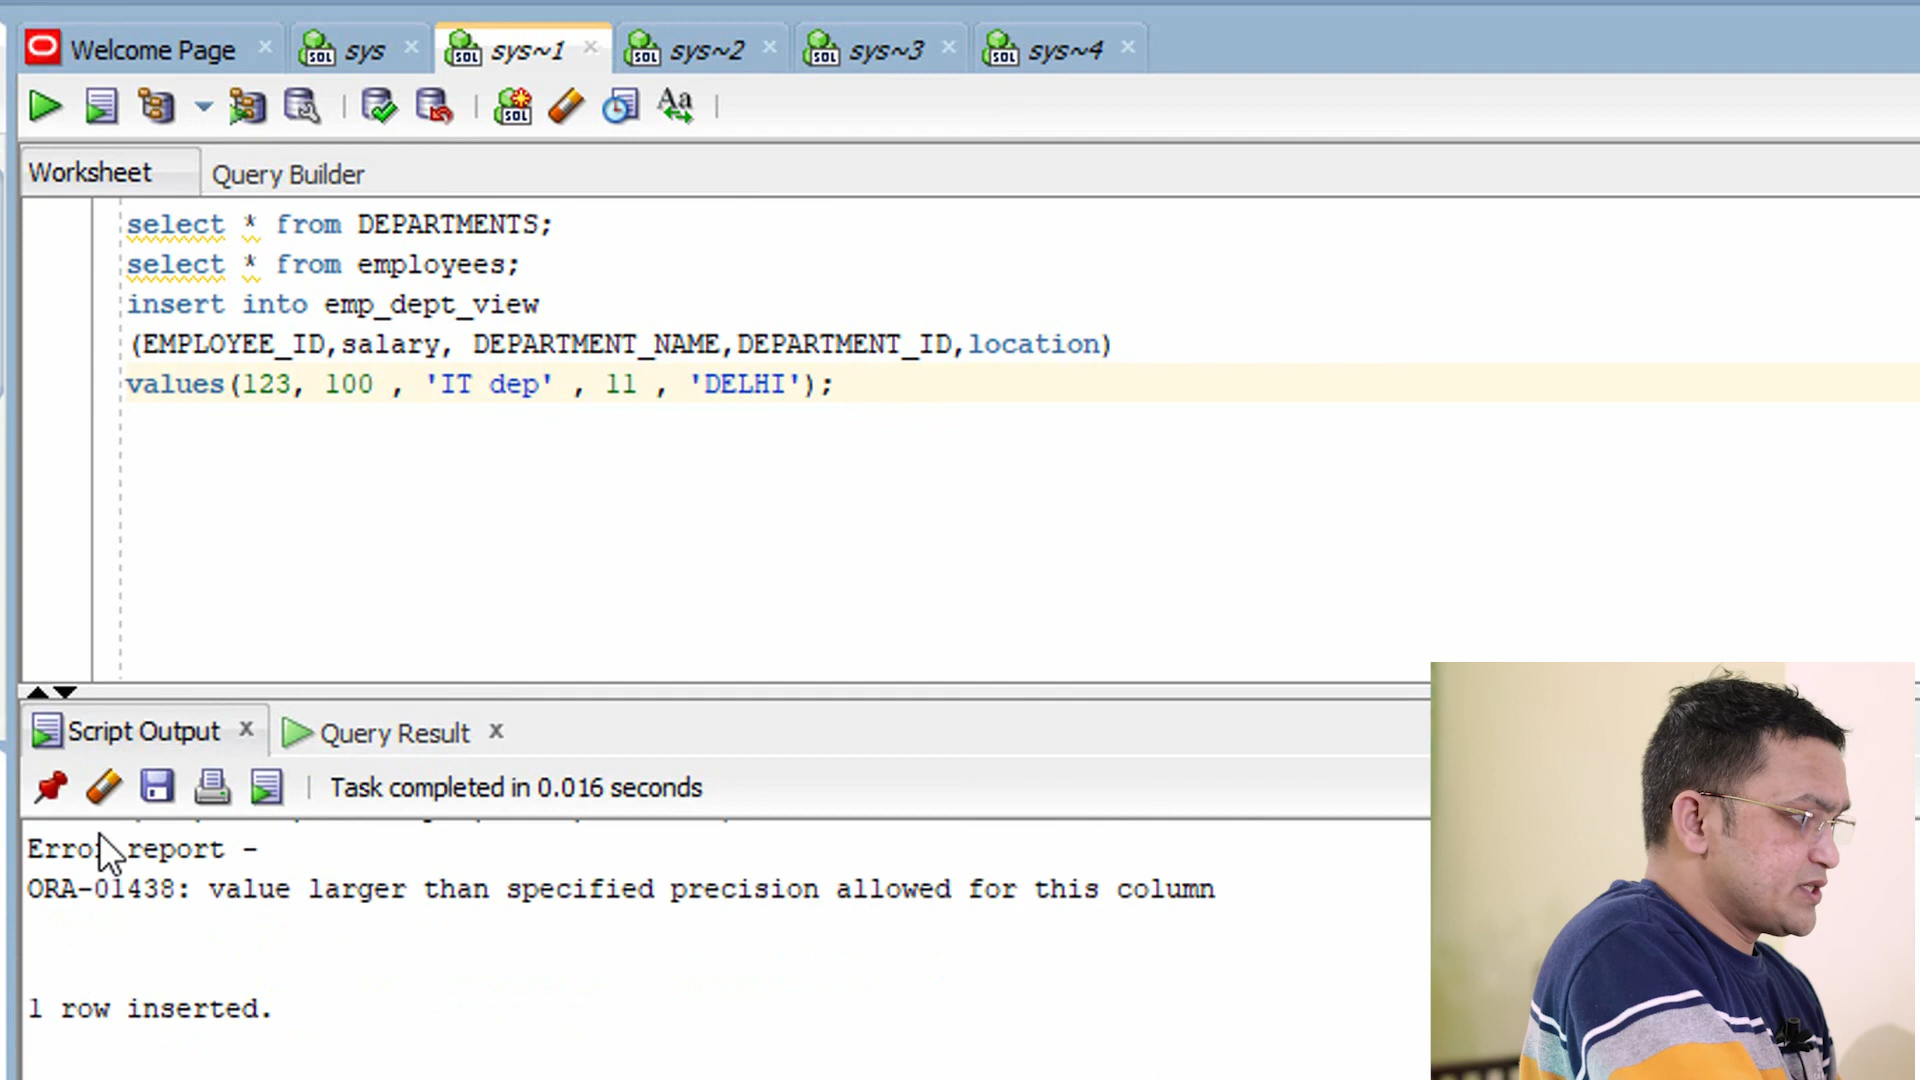 Welcome Page
sys
sys~1
sys~2
sys~3
sys~4
Worksheet
Query Builder
select * from DEPARTMENTS;
select * from employees;
insert into emp_dept_view
(EMPLOYEE_ID,salary, DEPARTMENT_NAME,DEPARTMENT_ID,location)
values(123, 100 , 'IT dep' , 11 , 'DELHI');
Script Output
Query Result
Task completed in 0.016 seconds
Error report -
ORA-01438: value larger than specified precision allowed for this column
1 row inserted.